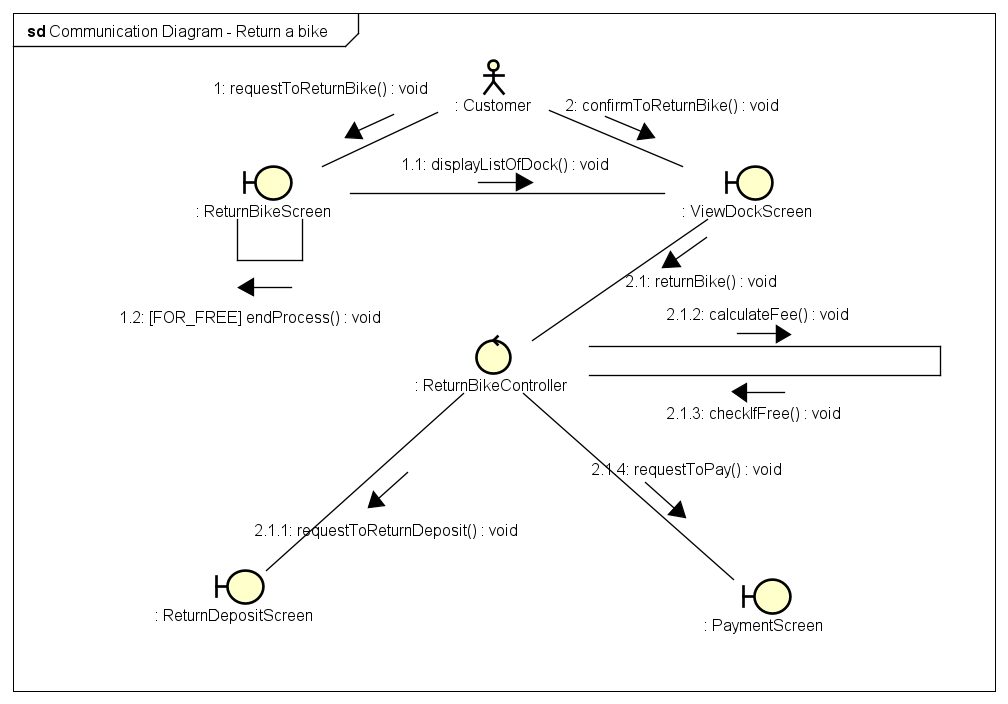 sd Communication Diagram - Return a bike
1: requestToReturnBike() : void
: Customer
2: confirmToReturnBike() : void
1.1: displayListOfDock() : void
: ReturnBikeScreen
: ViewDockScreen
2.1: returnBike() : void
1.2: [FOR_FREE] endProcess() : void
2.1.2: calculateFee() : void
: ReturnBikeController
2.1.3: checkIfFree() : void
2.1.4: requestToPay() : void
2.1.1: requestToReturnDeposit() : void
: ReturnDepositScreen
: PaymentScreen